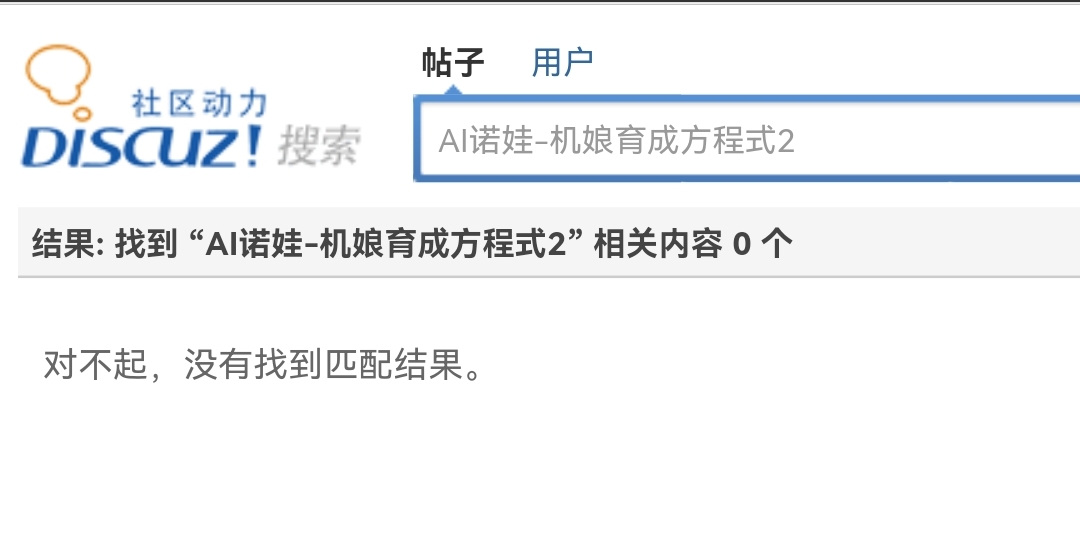 帖子 用户
社区动力
DISCUZ! 搜索
AI诺娃-机娘育成方程式2
结果: 找到 “AI诺娃-机娘育成方程式2” 相关内容 0 个
对不起，没有找到匹配结果。